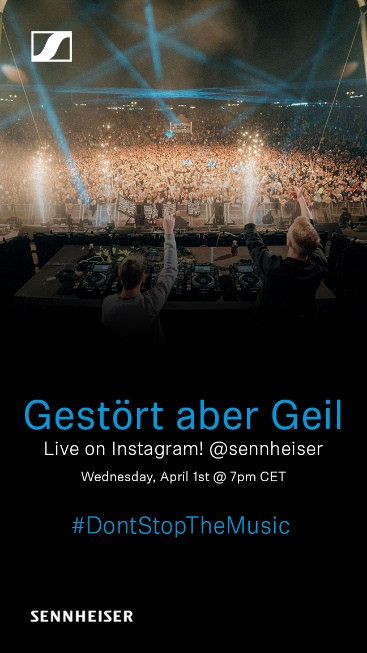 Gestört aber Geil
Live on Instagram! @sennheiser
Wednesday, April 1st @ 7pm CET
#DontStopTheMusic
SENNHEISER